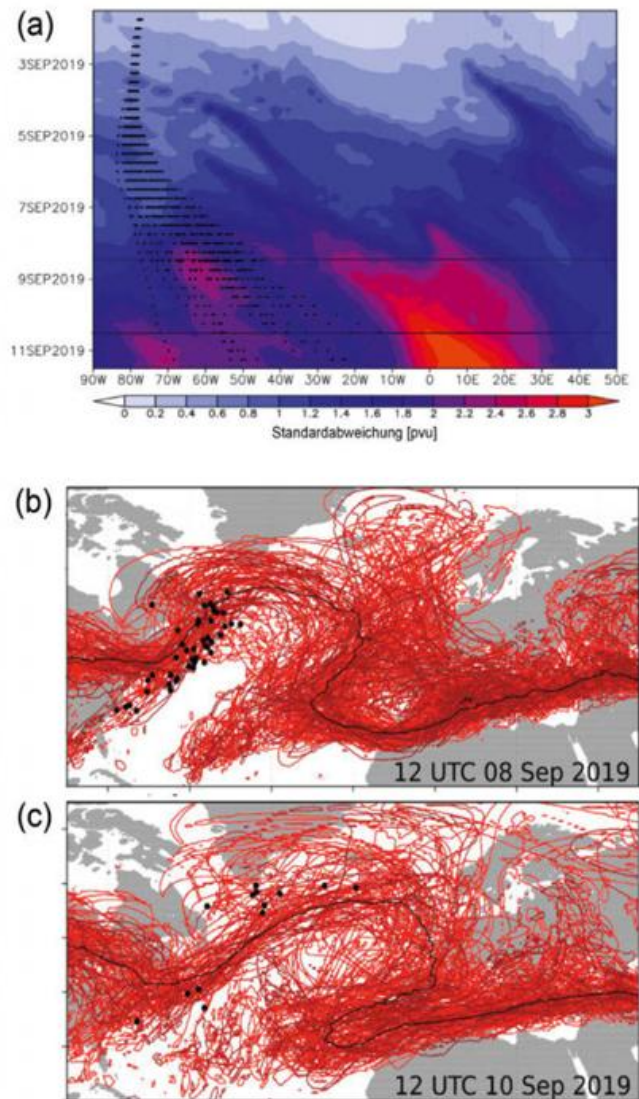 (a)
3SEP2019
5SEP2019
7SEP2019
9SEP2019
11SEP2019
90W 80W 70W 60W 50W 40W 30W 20W 10W 0 10E 20E 30E 40E 50E
0 0.2 0.4 0.6 0.8 1 1.2 1.4 1.6 1.8 2 2.2 2.4 2.6 2.8 3
Standardabweichung [pvu]
(b)
12 UTC 08 Sep 2019
(c)
12 UTC 10 Sep 2019